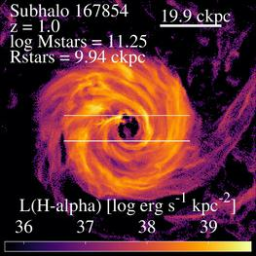 Subhalo 167854
19.9 ckpc
z = 1.0
log Mstars = 11.25
Rstars = 9.94 ckpc
L(H-alpha) [log erg s⁻¹ kpc⁻²]
36 37 38 39